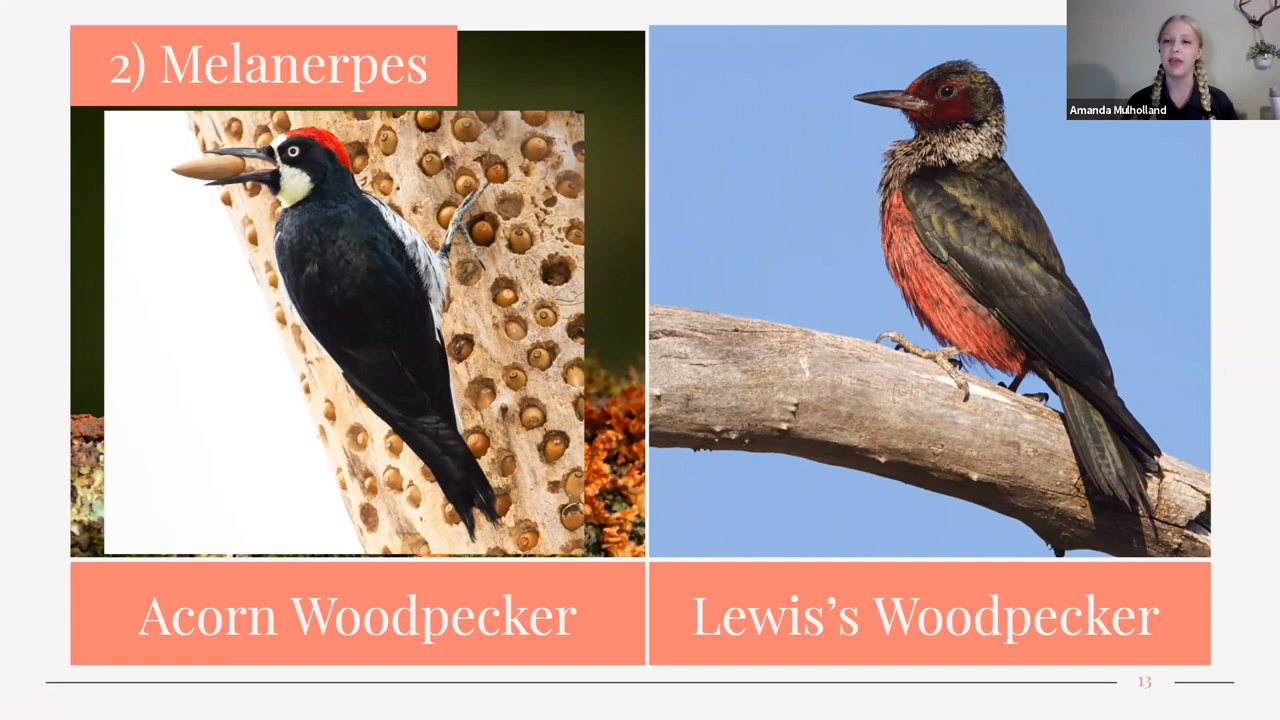 2) Melanerpes
Amanda Mulholland
Acorn Woodpecker
Lewis’s Woodpecker
13